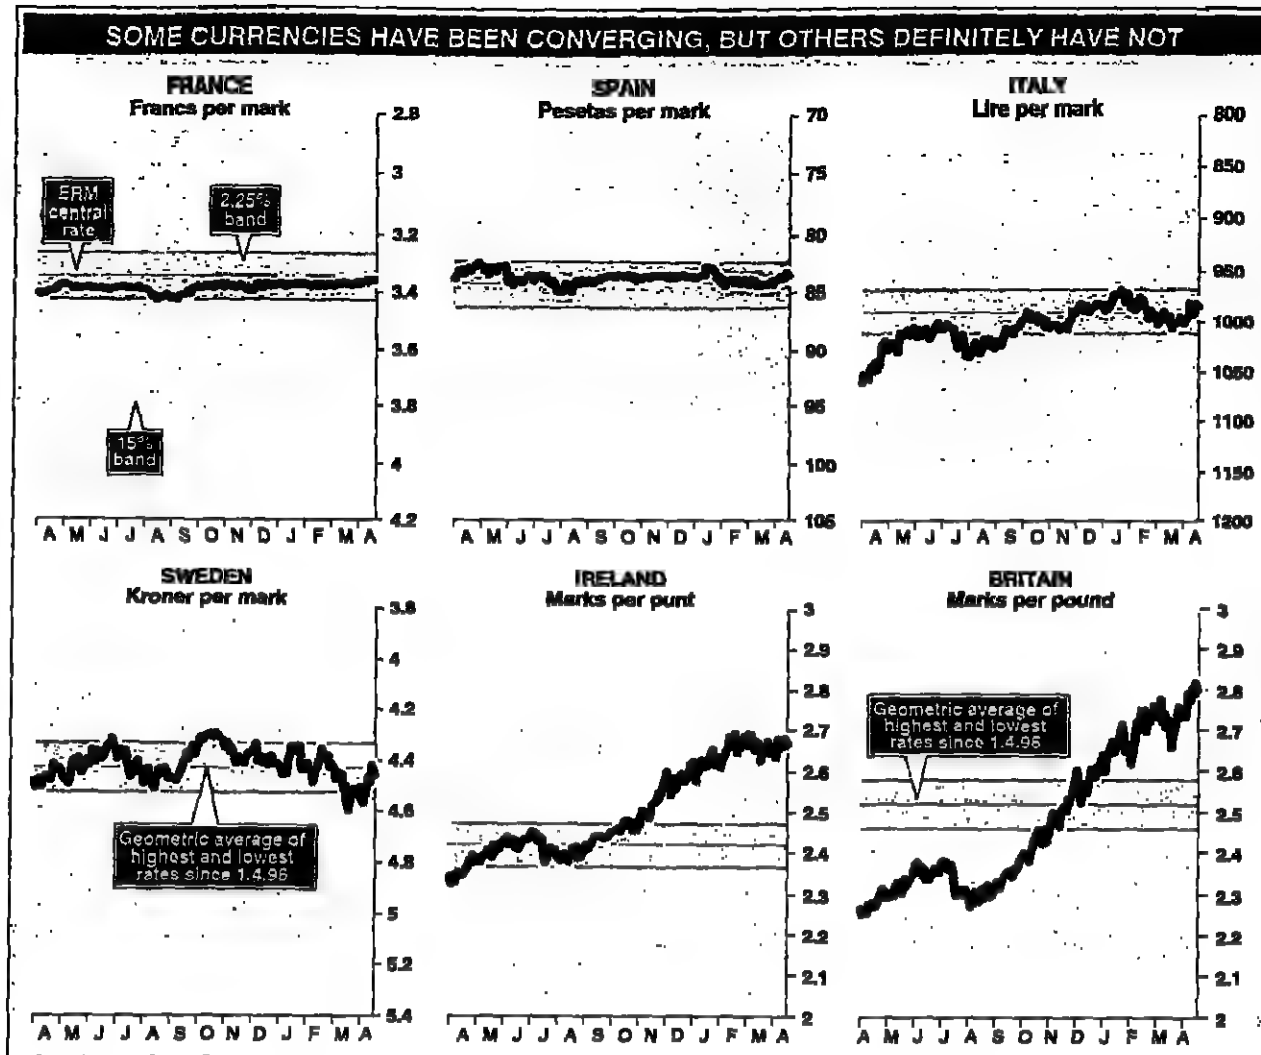 SOME CURRENCIES HAVE BEEN CONVERGING, BUT OTHERS DEFINITELY HAVE NOT
FRANCE
Francs per mark
2.8
3
3.2
3.4
3.6
3.8
4
4.2
ERM
central
rate
2.25%
band
15%
band
A M J J A S O N D J F M A
SPAIN
Pesetas per mark
70
75
80
85
90
95
100
105
A M J J A S O N D J F M A
ITALY
Lire per mark
800
850
900
950
1000
1050
1100
1150
1200
A M J J A S O N D J F M A
SWEDEN
Kroner per mark
3.8
4
4.2
4.4
4.6
4.8
5
5.2
5.4
Geometric average of
highest and lowest
rates since 1.4.96
A M J J A S O N D J F M A
IRELAND
Marks per punt
3
2.9
2.8
2.7
2.6
2.5
2.4
2.3
2.2
2.1
2
A M J J A S O N D J F M A
BRITAIN
Marks per pound
3
2.9
2.8
2.7
2.6
2.5
2.4
2.3
2.2
2.1
2
Geometric average of
highest and lowest
rates since 1.4.96
A M J J A S O N D J F M A